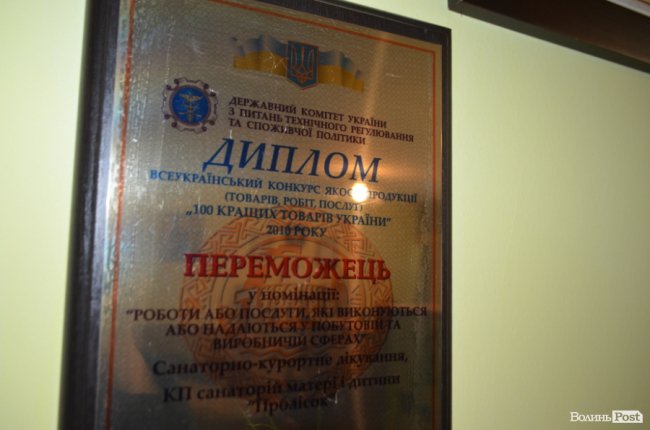 ДЕРЖАВНИЙ КОМІТЕТ УКРАЇНИ
З ПИТАНЬ ТЕХНІЧНОГО РЕГУЛЮВАННЯ
ТА СПОЖИВЧОЇ ПОЛІТИКИ
ДИПЛОМ
ВСЕУКРАЇНСЬКИЙ КОНКУРС ЯКОСТІ ПРОДУКЦІЇ
(ТОВАРІВ, РОБІТ, ПОСЛУГ)
„100 КРАЩИХ ТОВАРІВ УКРАЇНИ”
2010 РОКУ
ПЕРЕМОЖЕЦЬ
у номінації:
“РОБОТИ АБО ПОСЛУГИ, ЯКІ ВИКОНУЮТЬСЯ
АБО НАДАЮТЬСЯ У ПОБУТОВІЙ ТА
ВИРОБНИЧІЙ СФЕРАХ”
Санаторно-курортне лікування,
КП санаторій матері і дитини
“Пролісок”
ВолиньPost